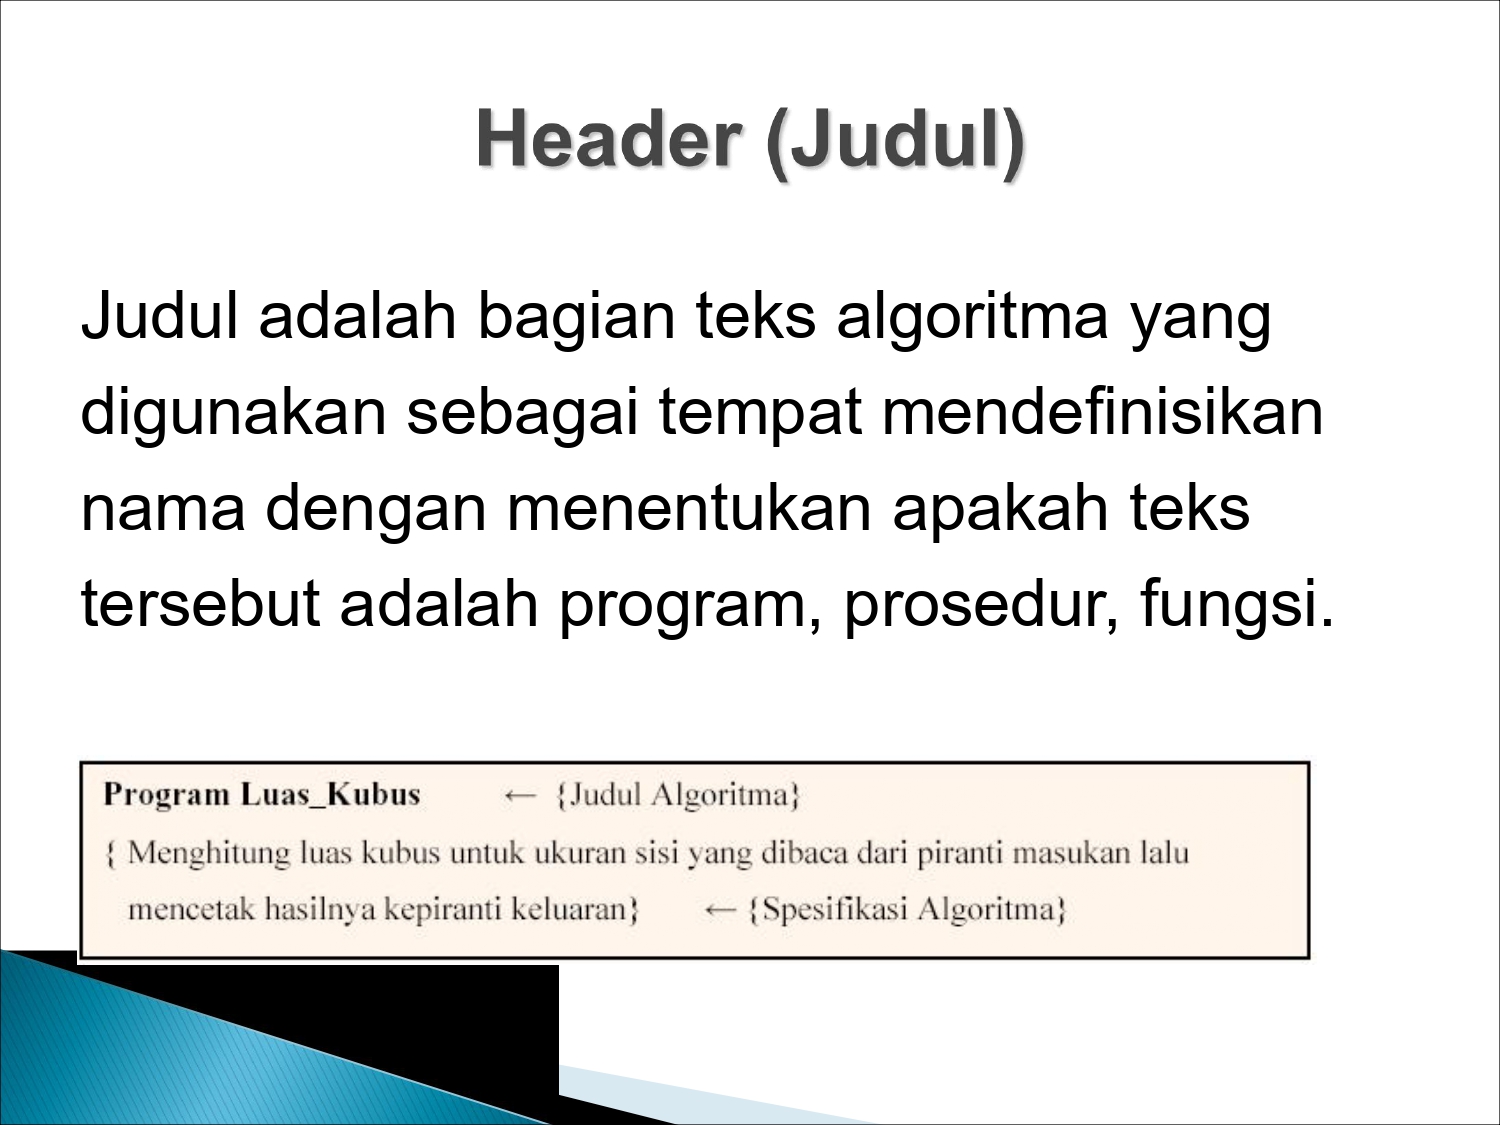 Header (Judul)
Judul adalah bagian teks algoritma yang
digunakan sebagai tempat mendefinisikan
nama dengan menentukan apakah teks
tersebut adalah program, prosedur, fungsi.
Program Luas_Kubus ← {Judul Algoritma}
{ Menghitung luas kubus untuk ukuran sisi yang dibaca dari piranti masukan lalu
mencetak hasilnya kepiranti keluaran} ← {Spesifikasi Algoritma}